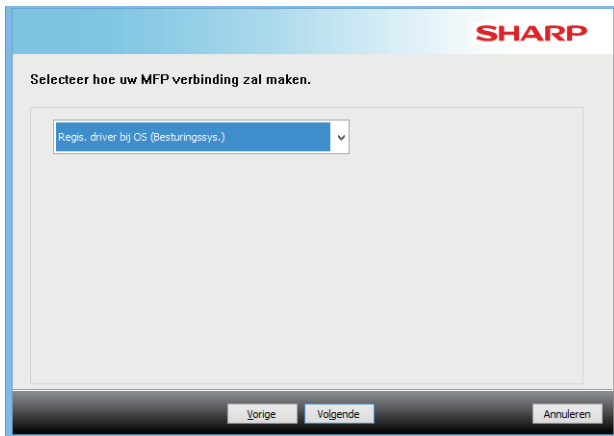 SHARP
Selecteer hoe uw MFP verbinding zal maken.
Regis. driver bij OS (Besturingssys.)
Vorige Volgende Annuleren